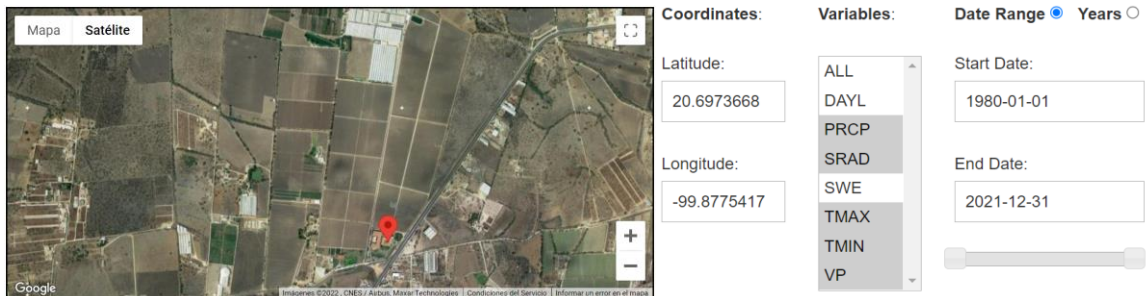 Mapa Satélite
Google
Imágenes ©2022 , CNES / Airbus, Maxar Technologies Condiciones del Servicio Informar un error en el mapa
Coordinates:
Latitude:
20.6973668
Longitude:
-99.8775417
Variables:
ALL
DAYL
PRCP
SRAD
SWE
TMAX
TMIN
VP
Date Range Years
Start Date:
1980-01-01
End Date:
2021-12-31